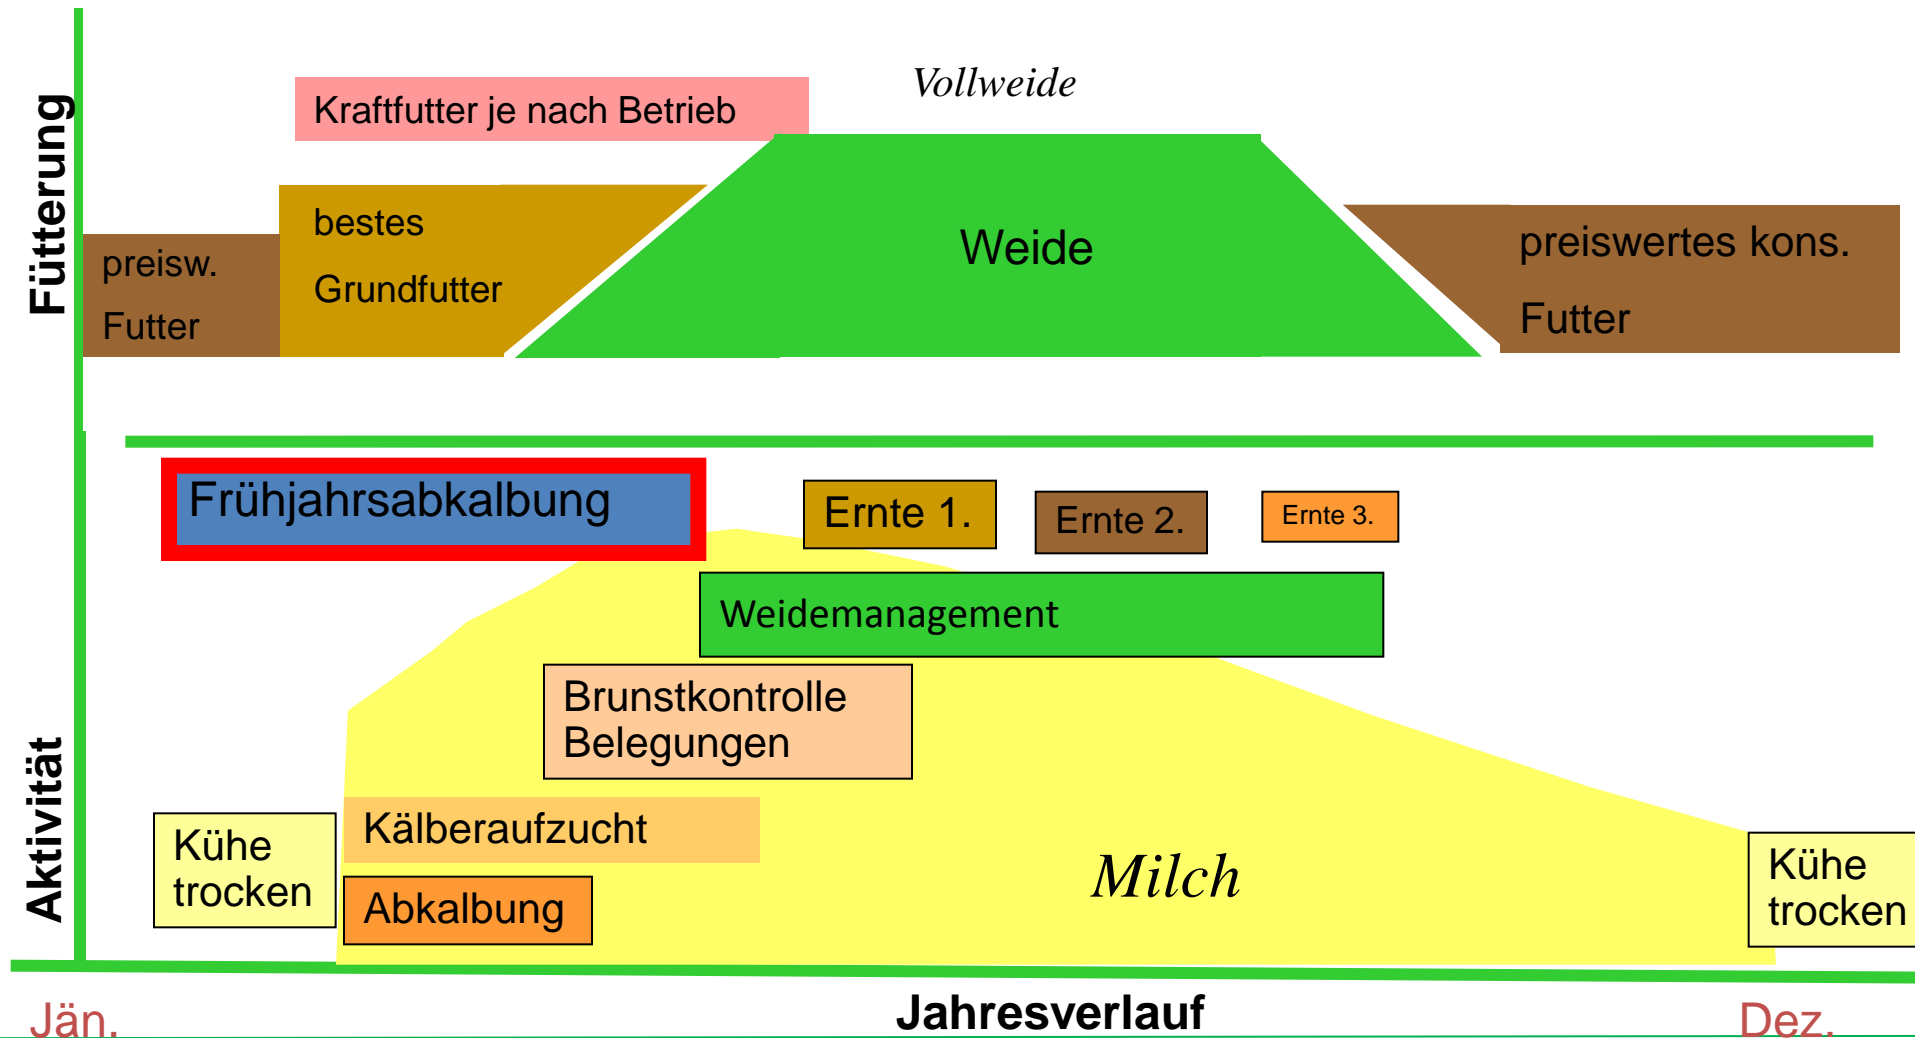 Fütterung
Vollweide
Kraftfutter je nach Betrieb
bestes
Grundfutter
preisw.
Futter
Weide
preiswertes kons.
Futter
Aktivität
Frühjahrsabkalbung
Ernte 1.
Ernte 2.
Ernte 3.
Weidemanagement
Brunstkontrolle
Belegungen
Kälberaufzucht
Kühe
trocken
Abkalbung
Milch
Kühe
trocken
Jän.
Jahresverlauf
Dez.